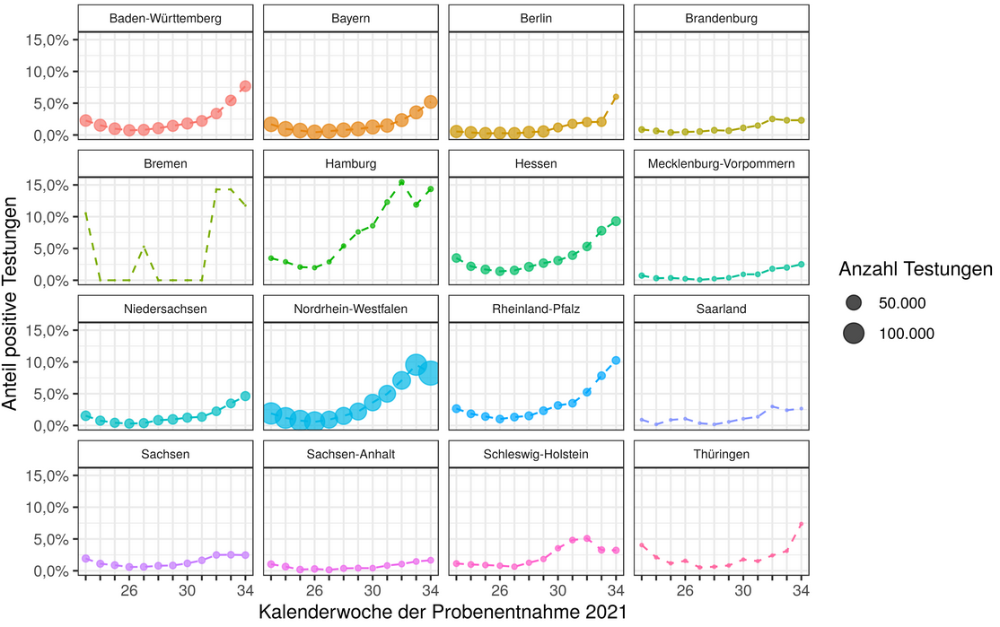 Baden-Württemberg
Bayern
Berlin
Brandenburg
15,0%
10,0%
5,0%
0,0%
Bremen
Hamburg
Hessen
Mecklenburg-Vorpommern
15,0%
10,0%
5,0%
0,0%
Niedersachsen
Nordrhein-Westfalen
Rheinland-Pfalz
Saarland
15,0%
10,0%
5,0%
0,0%
Sachsen
Sachsen-Anhalt
Schleswig-Holstein
Thüringen
15,0%
10,0%
5,0%
0,0%
26 30 34
26 30 34
26 30 34
26 30 34
Anteil positive Testungen
Kalenderwoche der Probenentnahme 2021
Anzahl Testungen
50.000
100.000